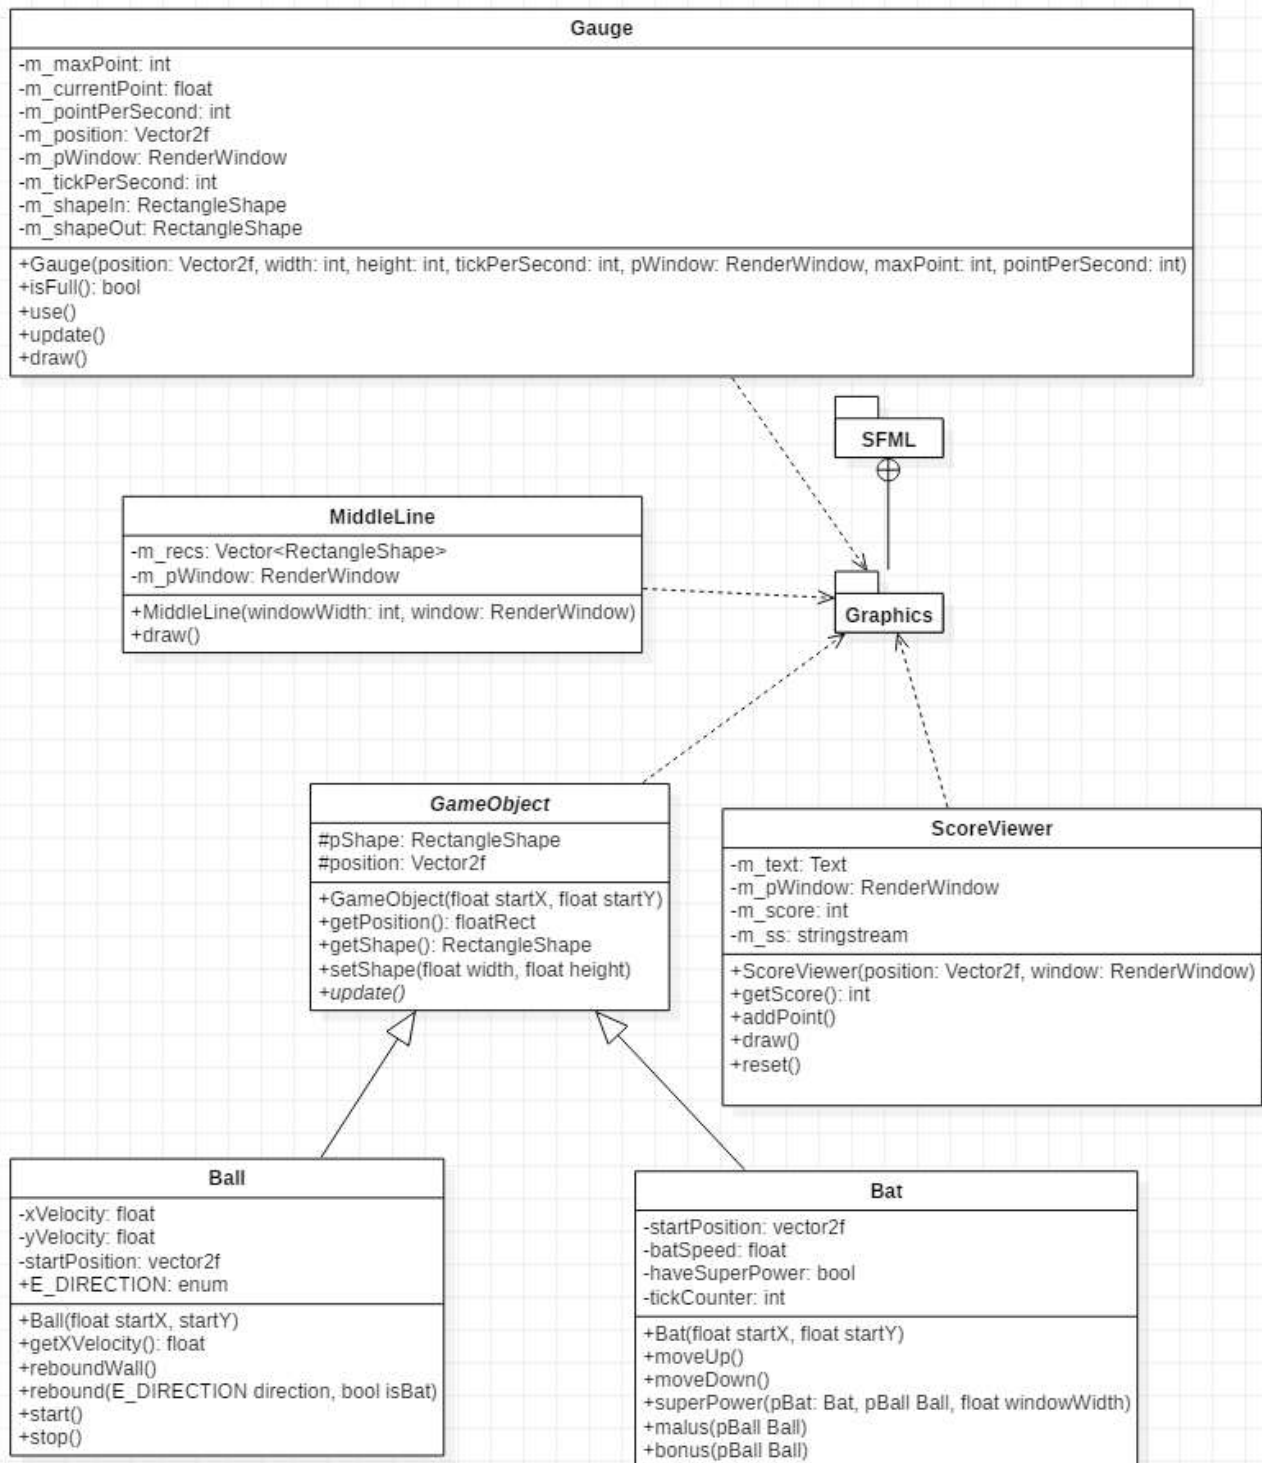 Gauge
-m_maxPoint: int
-m_currentPoint: float
-m_pointPerSecond: int
-m_position: Vector2f
-m_pWindow: RenderWindow
-m_tickPerSecond: int
-m_shapeIn: RectangleShape
-m_shapeOut: RectangleShape
+Gauge(position: Vector2f, width: int, height: int, tickPerSecond: int, pWindow: RenderWindow, maxPoint: int, pointPerSecond: int)
+isFull(): bool
+use()
+update()
+draw()
SFML
MiddleLine
-m_recs: Vector<RectangleShape>
-m_pWindow: RenderWindow
+MiddleLine(windowWidth: int, window: RenderWindow)
+draw()
Graphics
GameObject
#pShape: RectangleShape
#position: Vector2f
+GameObject(float startX, float startY)
+getPosition(): floatRect
+getShape(): RectangleShape
+setShape(float width, float height)
+update()
ScoreViewer
-m_text: Text
-m_pWindow: RenderWindow
-m_score: int
-m_ss: stringstream
+ScoreViewer(position: Vector2f, window: RenderWindow)
+getScore(): int
+addPoint()
+draw()
+reset()
Ball
-xVelocity: float
-yVelocity: float
-startPosition: vector2f
+E_DIRECTION: enum
+Ball(float startX, startY)
+getXVelocity(): float
+reboundWall()
+rebound(E_DIRECTION direction, bool isBat)
+start()
+stop()
Bat
-startPosition: vector2f
-batSpeed: float
-haveSuperPower: bool
-tickCounter: int
+Bat(float startX, float startY)
+moveUp()
+moveDown()
+superPower(pBat: Bat, pBall Ball, float windowWidth)
+malus(pBall Ball)
+bonus(pBall Ball)